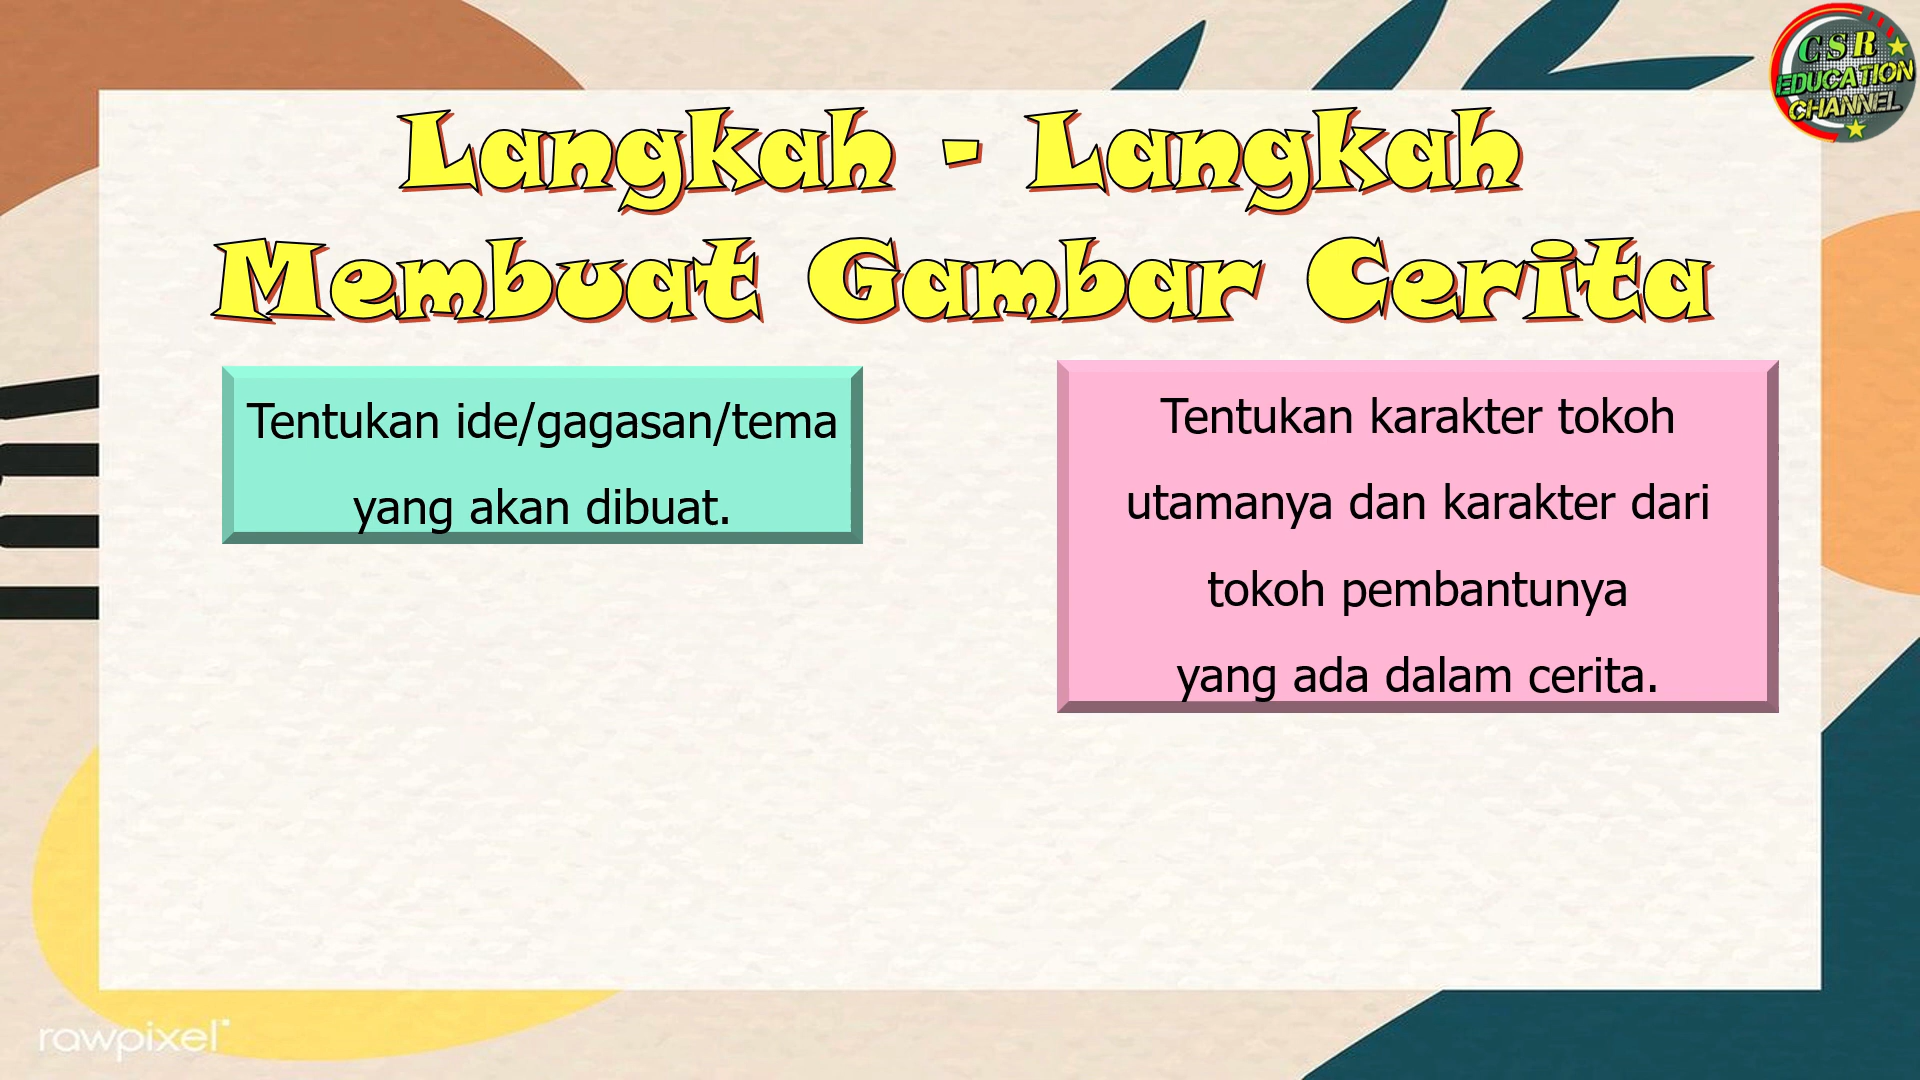 CSR
EDUCATION
CHANNEL
Langkah - Langkah
Membuat Gambar Cerita
Tentukan ide/gagasan/tema
yang akan dibuat.
Tentukan karakter tokoh
utamanya dan karakter dari
tokoh pembantunya
yang ada dalam cerita.
rawpixel